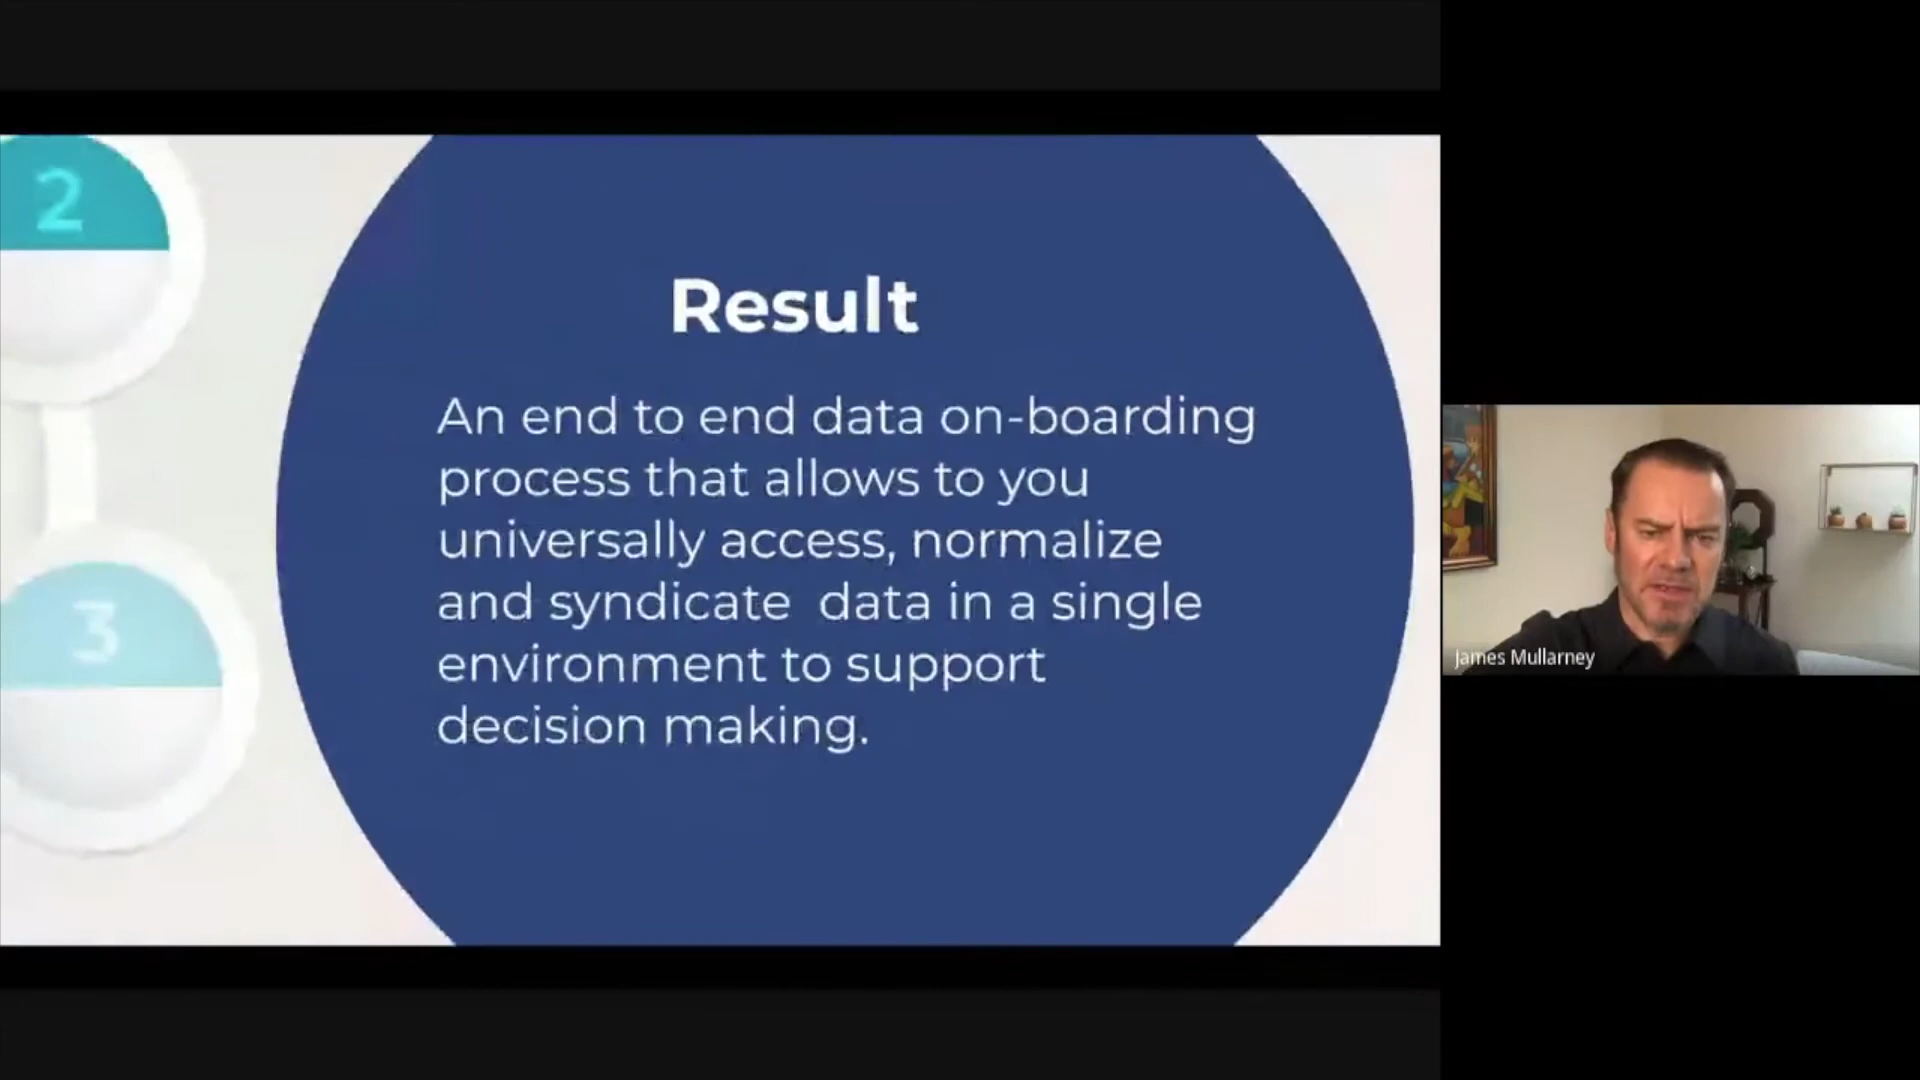 2
Result
An end to end data on-boarding
process that allows to you
universally access, normalize
and syndicate  data in a single
environment to support
decision making.
3
James Mullarney